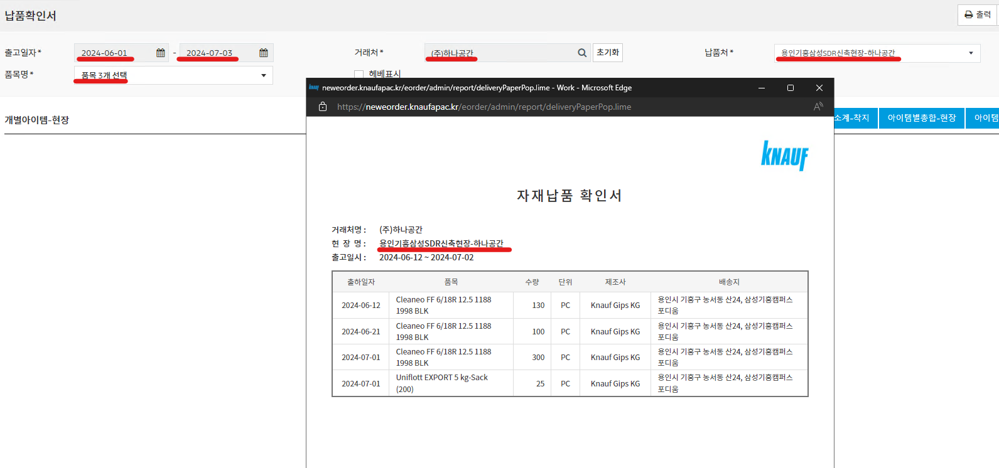 납품확인서
출력
출고일자* 2024-06-01 - 2024-07-03 거래처* (주)하나공간 초기화 납품처* 용인기흥삼성SDR신축현장-하나공간
품목명* 품목 3개 선택 헤베표시
개별아이템-현장 소계-착지 아이템별총합-현장 아이템
KNAUF neweorder.knaufapac.kr/eorder/admin/report/deliveryPaperPop.lime - Work - Microsoft Edge
https://neweorder.knaufapac.kr/eorder/admin/report/deliveryPaperPop.lime
KNAUF
자재납품 확인서
거래처명 : (주)하나공간
현 장 명 : 용인기흥삼성SDR신축현장-하나공간
출고일시 : 2024-06-12 ~ 2024-07-02
출하일자 품목 수량 단위 제조사 배송지
2024-06-12 Cleaneo FF 6/18R 12.5 1188 1998 BLK 130 PC Knauf Gips KG 용인시 기흥구 농서동 산24, 삼성기흥캠퍼스 포디움
2024-06-21 Cleaneo FF 6/18R 12.5 1188 1998 BLK 100 PC Knauf Gips KG 용인시 기흥구 농서동 산24, 삼성기흥캠퍼스 포디움
2024-07-01 Cleaneo FF 6/18R 12.5 1188 1998 BLK 300 PC Knauf Gips KG 용인시 기흥구 농서동 산24, 삼성기흥캠퍼스 포디움
2024-07-01 Uniflott EXPORT 5 kg-Sack (200) 25 PC Knauf Gips KG 용인시 기흥구 농서동 산24, 삼성기흥캠퍼스 포디움